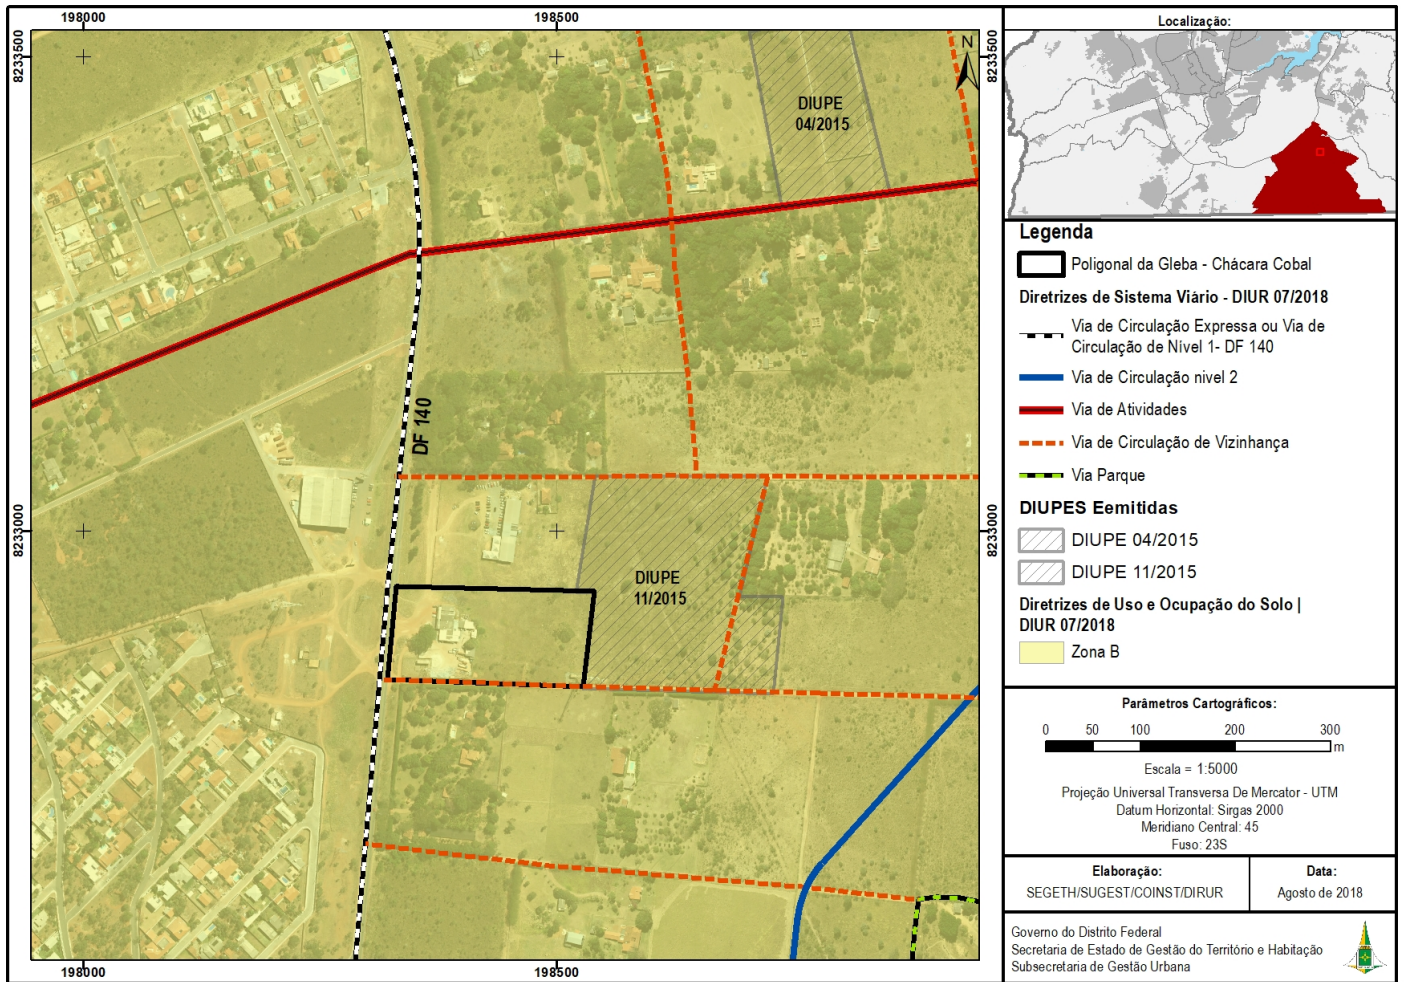 198000
198500
8233500
8233500
N
DIUPE
04/2015
DF 140
8233000
8233000
DIUPE
11/2015
198000
198500
Localização:
Legenda
Poligonal da Gleba - Chácara Cobal
Diretrizes de Sistema Viário - DIUR 07/2018
Via de Circulação Expressa ou Via de
Circulação de Nivel 1- DF 140
Via de Circulação nivel 2
Via de Atividades
Via de Circulação de Vizinhança
Via Parque
DIUPES Eemitidas
DIUPE 04/2015
DIUPE 11/2015
Diretrizes de Uso e Ocupação do Solo |
DIUR 07/2018
Zona B
Parâmetros Cartográficos:
0 50 100 200 300
m
Escala = 1:5000
Projeção Universal Transversa De Mercator - UTM
Datum Horizontal: Sirgas 2000
Meridiano Central: 45
Fuso: 23S
Elaboração:
SEGETH/SUGEST/COINST/DIRUR
Data:
Agosto de 2018
Governo do Distrito Federal
Secretaria de Estado de Gestão do Território e Habitação
Subsecretaria de Gestão Urbana